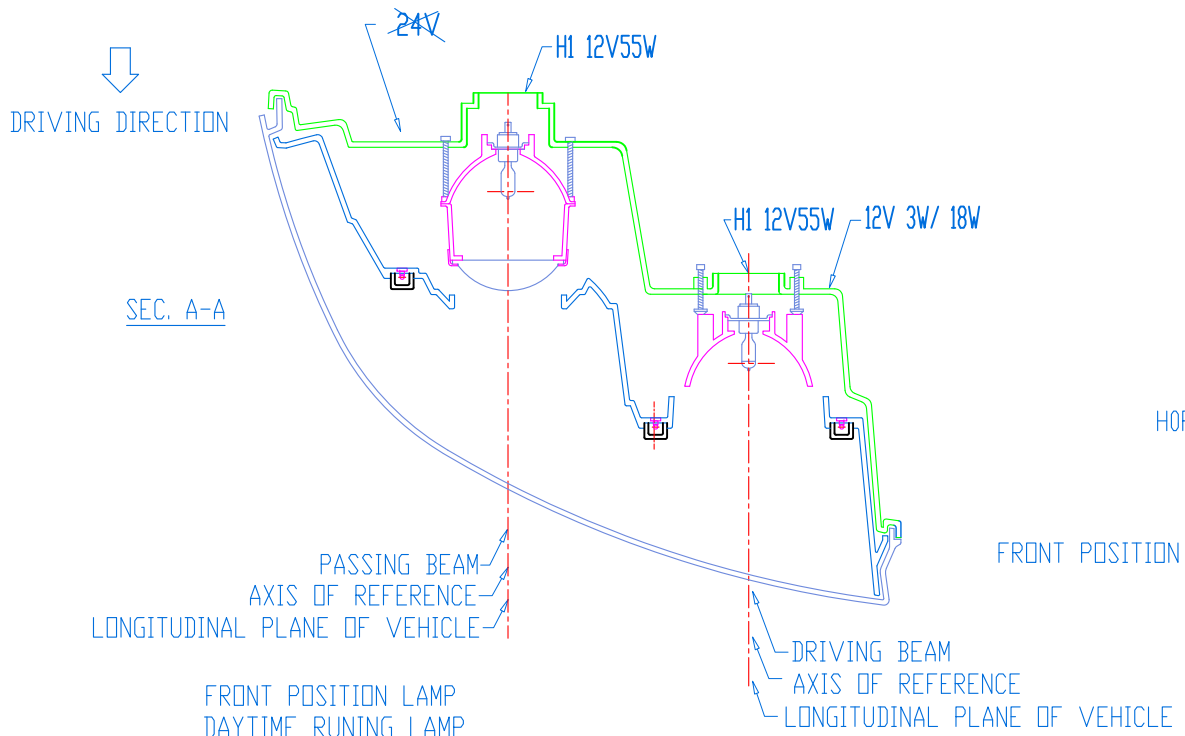 24V
H1 12V55W
DRIVING DIRECTION
H1 12V55W
12V 3W/ 18W
SEC. A-A
FRONT POSITION
PASSING BEAM
AXIS OF REFERENCE
LONGITUDINAL PLANE OF VEHICLE
DRIVING BEAM
AXIS OF REFERENCE
LONGITUDINAL PLANE OF VEHICLE
FRONT POSITION LAMP
DAYTIME RUNING LAMP